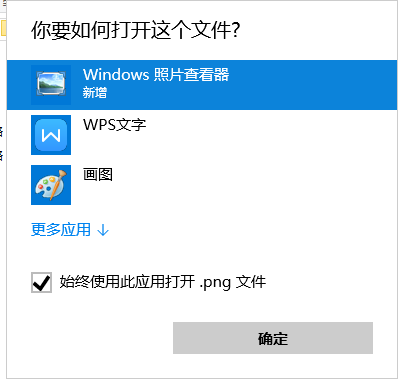 你要如何打开这个文件?
Windows 照片查看器
新增
WPS文字
画图
更多应用 ↓
始终使用此应用打开 .png 文件
确定